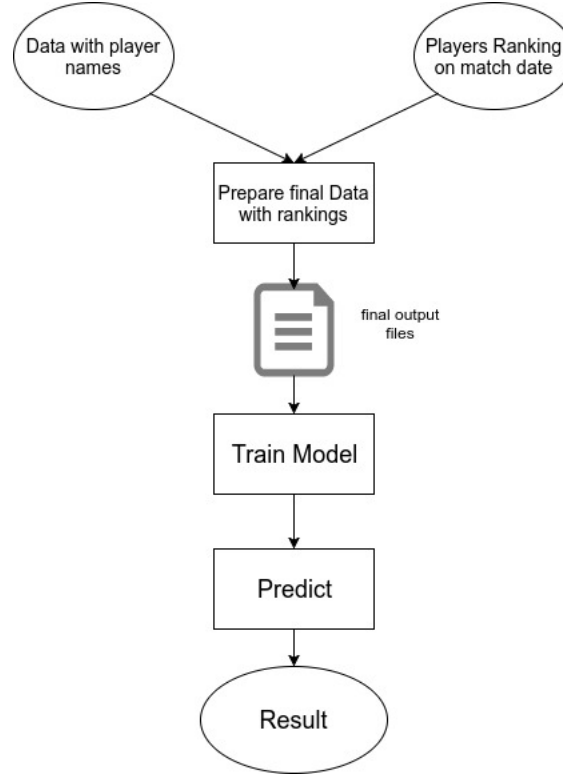 Data with player
names
Players Ranking
on match date
Prepare final Data
with rankings
final output
files
Train Model
Predict
Result